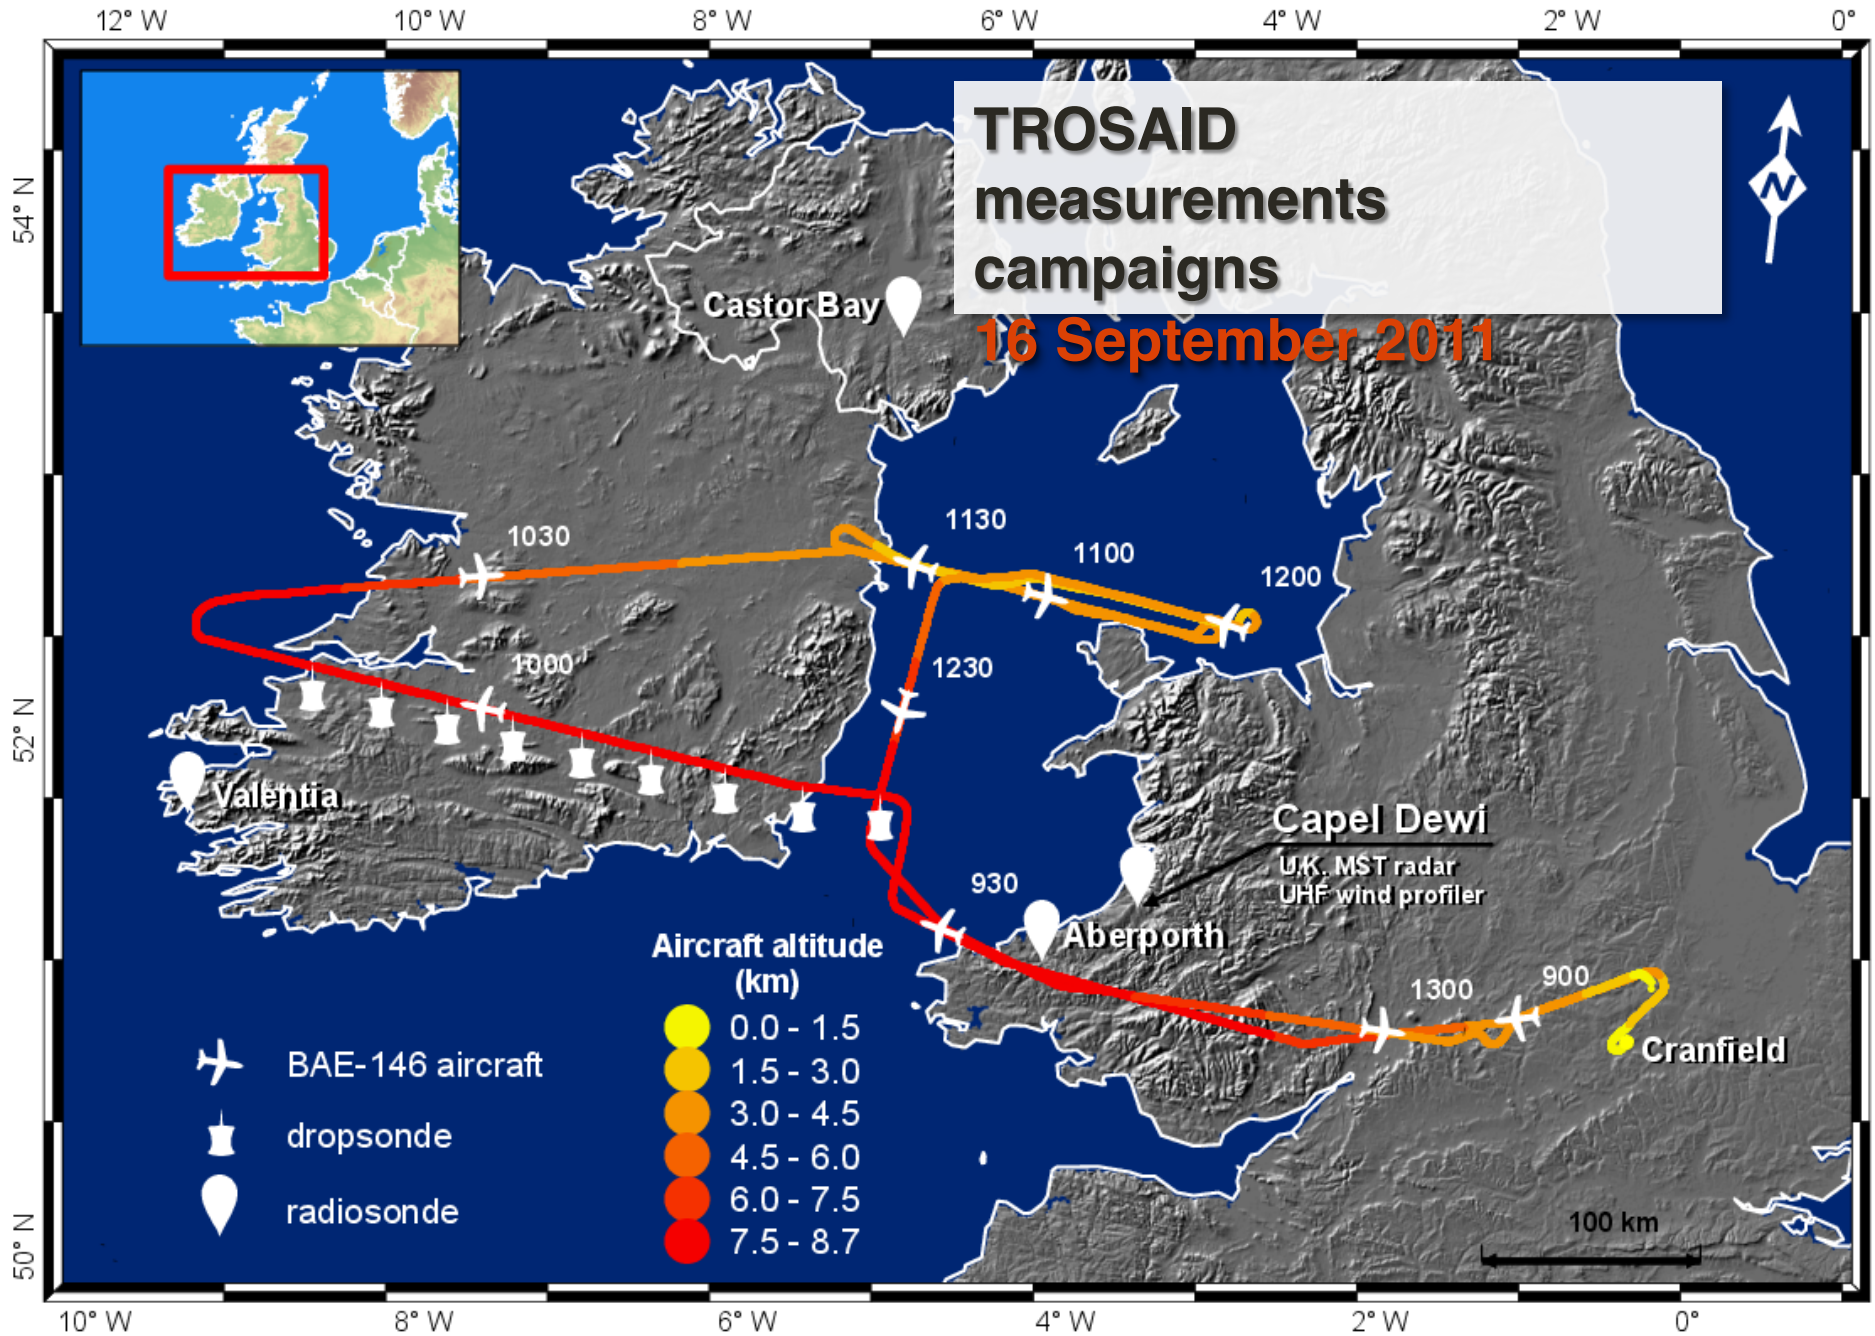 12° W 10° W 8° W 6° W 4° W 2° W 0°
TROSAID
measurements
campaigns
16 September 2011
N
54° N
Castor Bay
1030
1130
1100
1200
1000
1230
52° N
Valentia
Capel Dewi
U.K. MST radar
UHF wind profiler
930
Aberporth
1300
900
Cranfield
Aircraft altitude
(km)
0.0 - 1.5
1.5 - 3.0
3.0 - 4.5
4.5 - 6.0
6.0 - 7.5
7.5 - 8.7
BAE-146 aircraft
dropsonde
radiosonde
100 km
50° N
10° W 8° W 6° W 4° W 2° W 0°